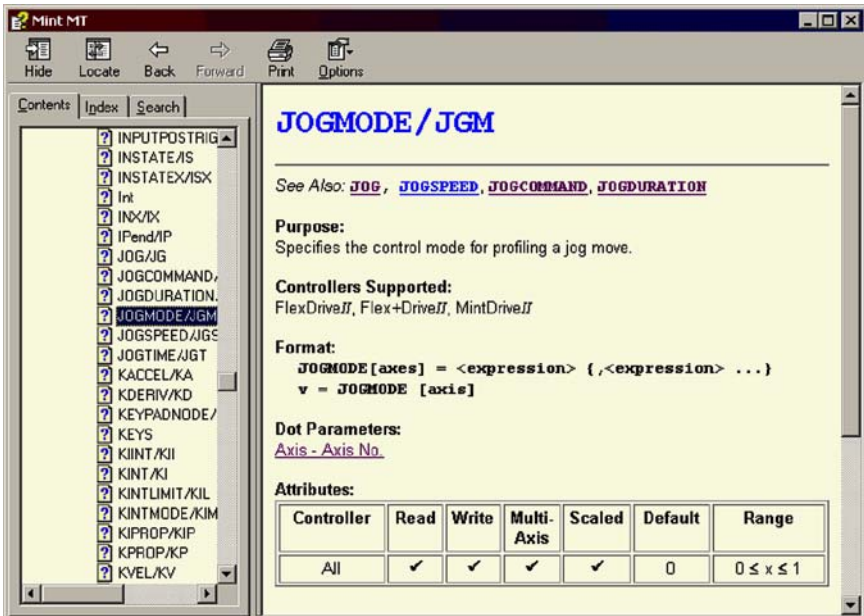 Mint MT
Hide Locate Back Forward Print Options
Contents Index Search
INPUTPOSTRIG
INSTATE/IS
INSTATEX/ISX
Int
INX/IX
IPend/IP
JOG/JG
JOGCOMMAND/
JOGDURATION.
JOGMODE/JGM
JOGSPEED/JGS
JOGTIME/JGT
KACCEL/KA
KDERIV/KD
KEYPADNODE/
KEYS
KIINT/KII
KINT/KI
KINTLIMIT/KIL
KINTMODE/KIM
KIPROP/KIP
KPROP/KP
KVEL/KV
JOGMODE/JGM
See Also: JOG, JOGSPEED, JOGCOMMAND, JOGDURATION
Purpose:
Specifies the control mode for profiling a jog move.
Controllers Supported:
FlexDriveII, Flex+DriveII, MintDriveII
Format:
JOGMODE[axes] = <expression> {,<expression> ...}
v = JOGMODE [axis]
Dot Parameters:
Axis - Axis No.
Attributes:
Controller Read Write Multi-Axis Scaled Default Range
All ✔ ✔ ✔ ✔ 0 0 ≤ x ≤ 1